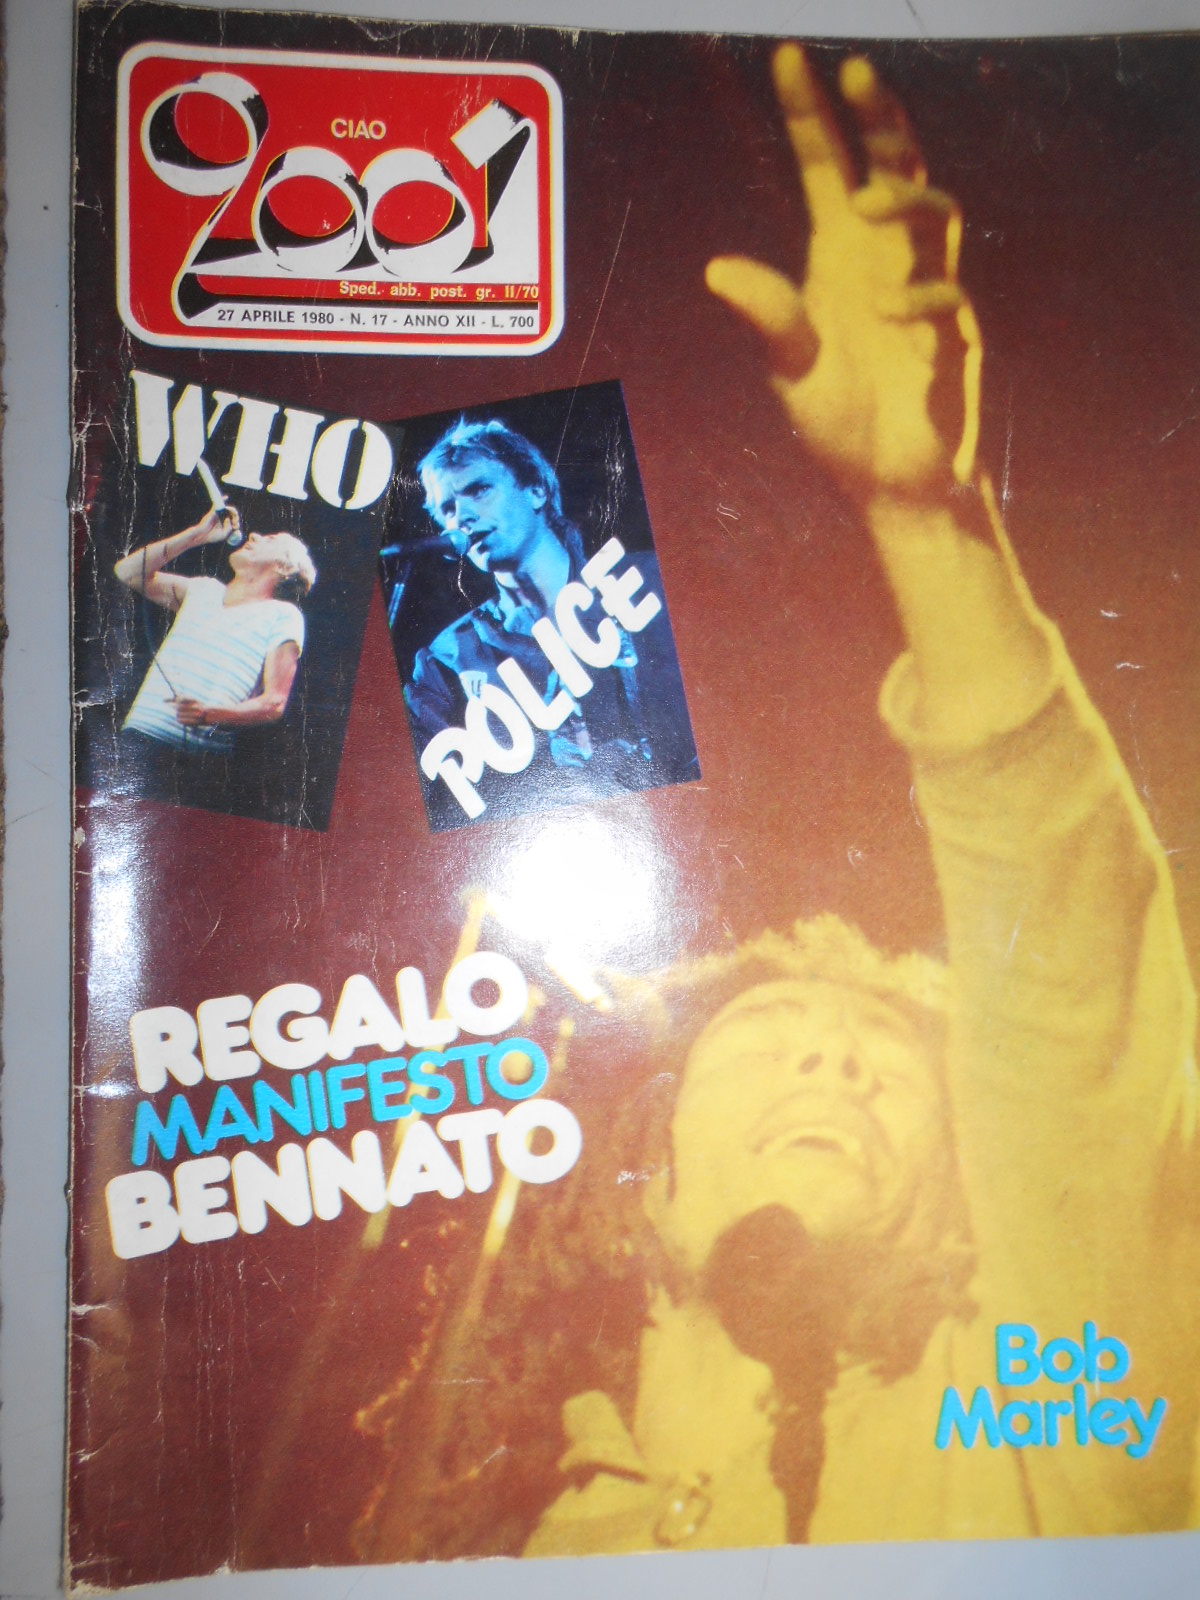 CIAO
2001
Sped. abb. post. gr. II/70
27 APRILE 1980 - N. 17 - ANNO XII - L. 700
WHO
POLICE
REGALO
MANIFESTO
BENNATO
Bob
Marley